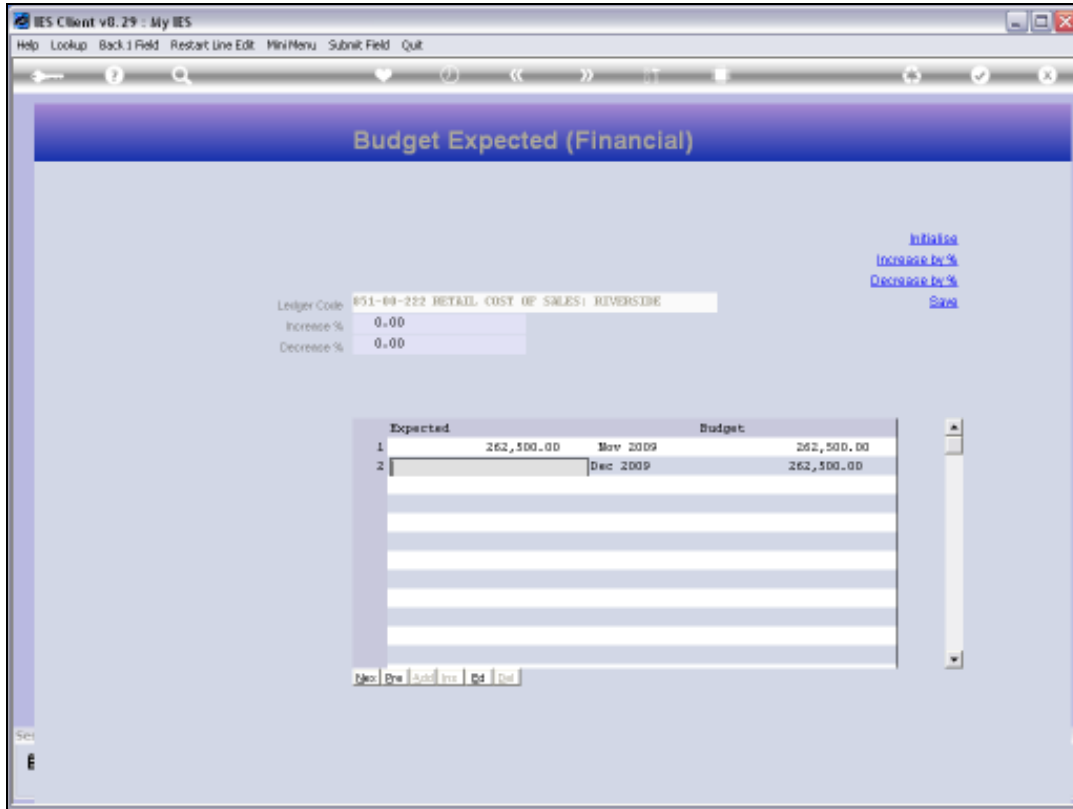 IES Client v8.29 : My IES
Help Lookup Back 1 Field Restart Line Edit MiniMenu Submit Field Quit
Budget Expected (Financial)
Initialise
Increase by %
Decrease by %
Save
Ledger Code 051-00-222 RETAIL COST OF SALES: RIVERSIDE
Increase % 0.00
Decrease % 0.00
Expected Budget
1 262,500.00 Nov 2009 262,500.00
2 Dec 2009 262,500.00
Nex Pre Add Ins Ed Del